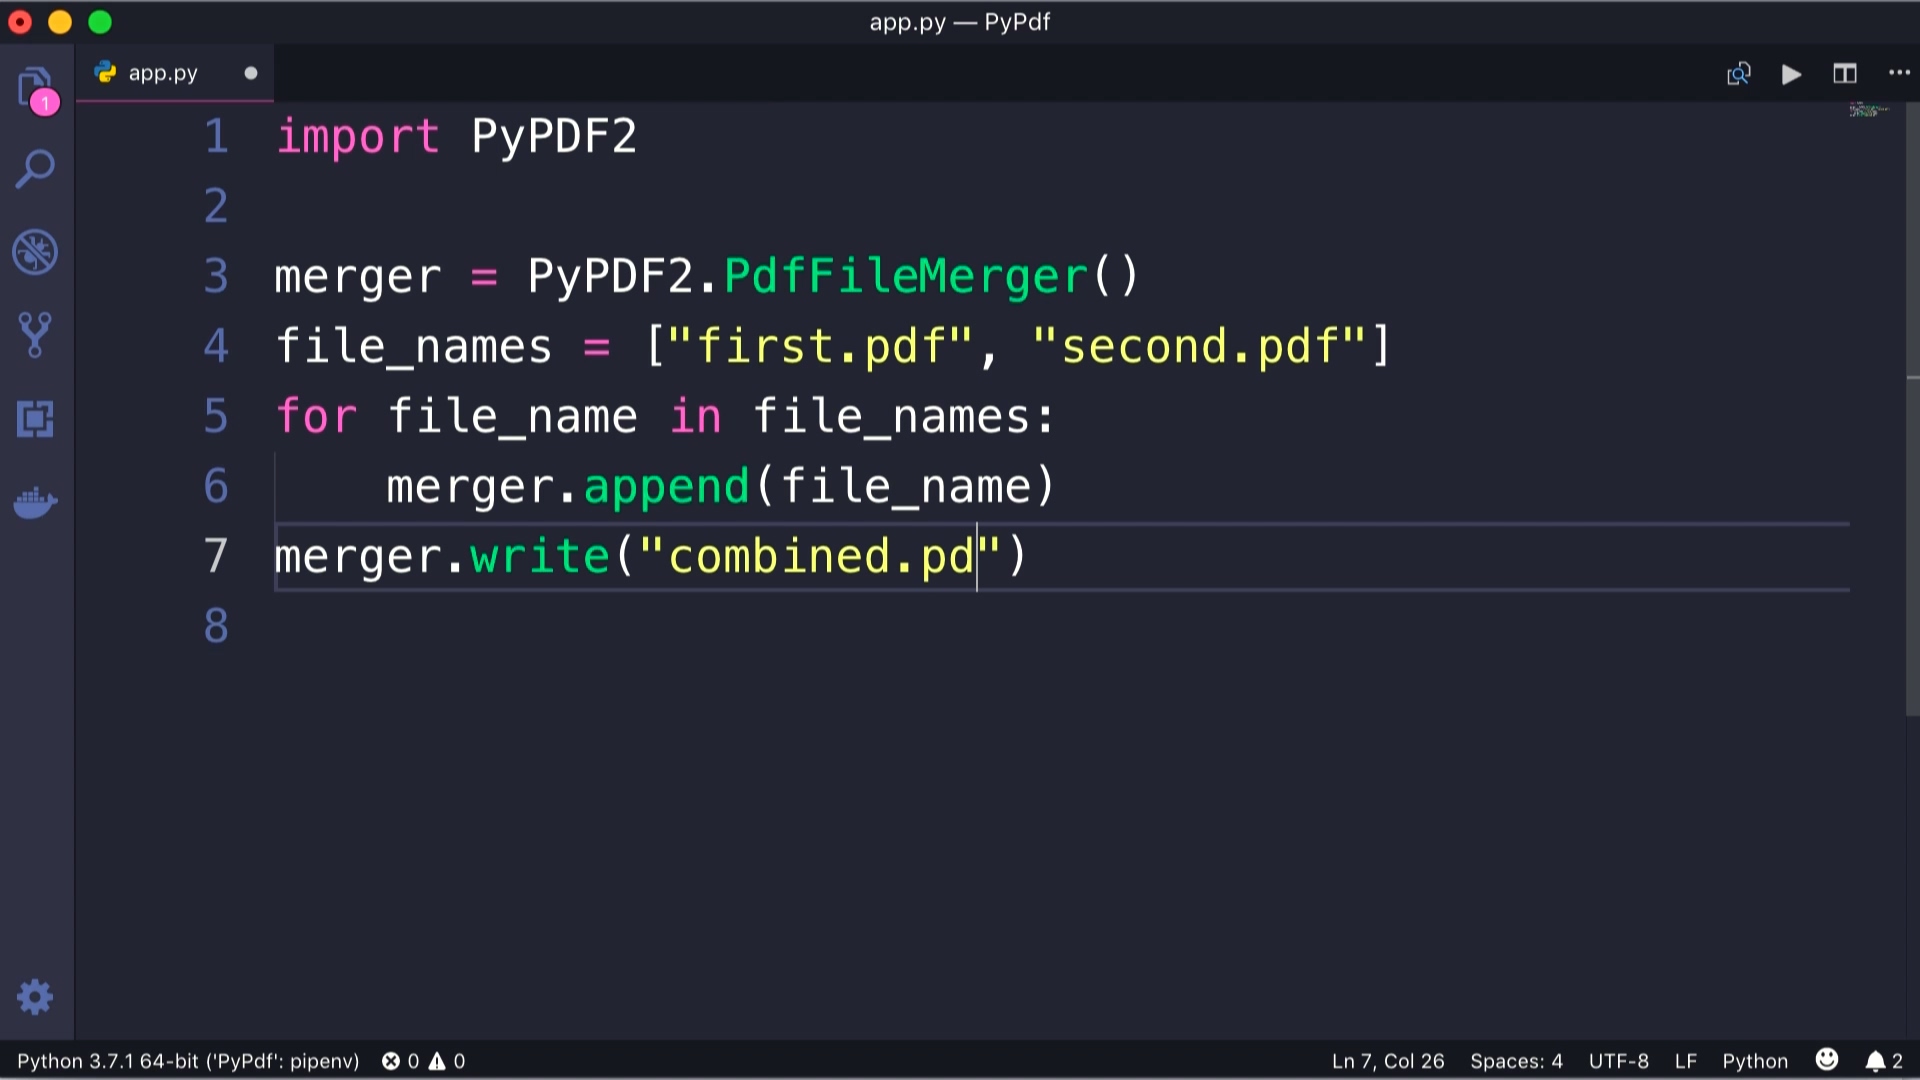 app.py — PyPdf
app.py
1
1 import PyPDF2
2
3 merger = PyPDF2.PdfFileMerger()
4 file_names = ["first.pdf", "second.pdf"]
5 for file_name in file_names:
6     merger.append(file_name)
7 merger.write("combined.pd")
8
Python 3.7.1 64-bit ('PyPdf': pipenv) 0 0 Ln 7, Col 26 Spaces: 4 UTF-8 LF Python 2